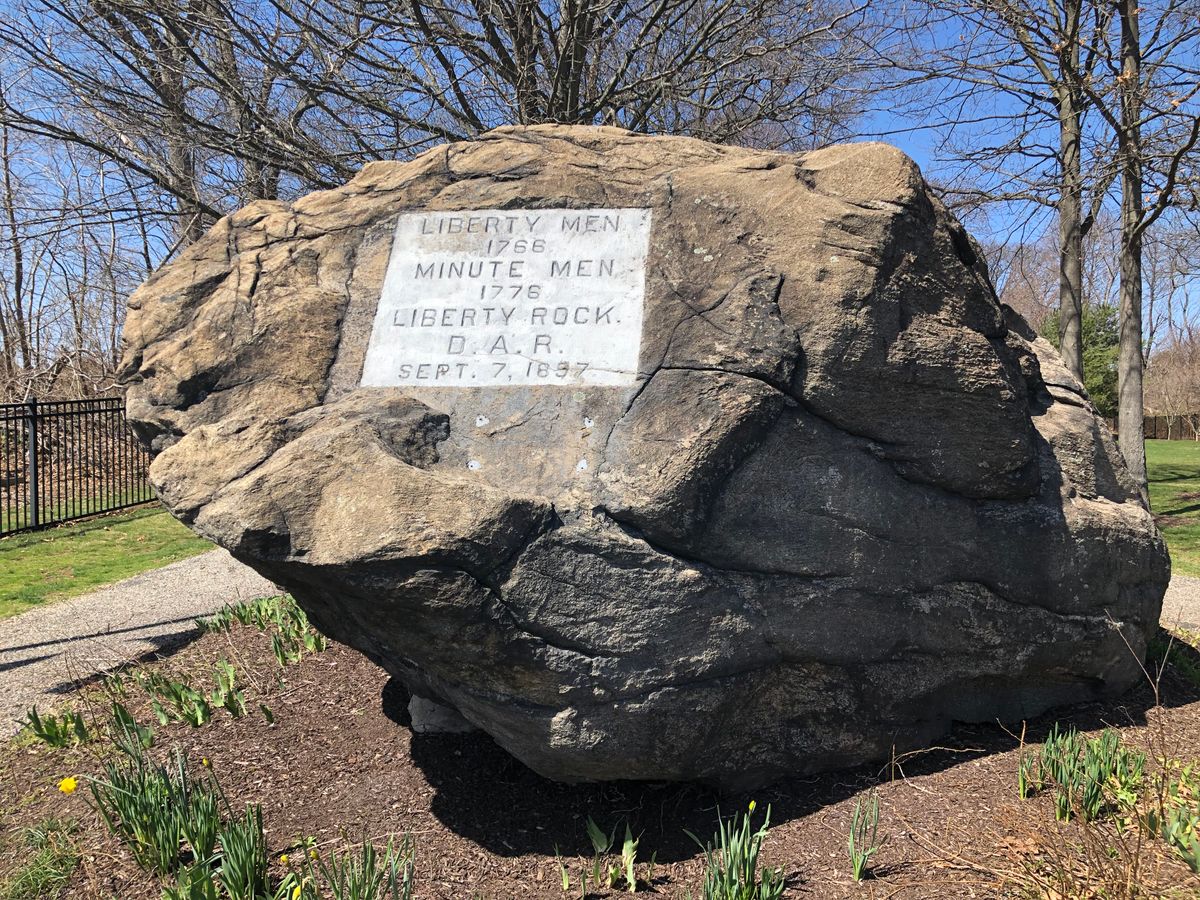 LIBERTY MEN
1766
MINUTE MEN
1776
LIBERTY ROCK.
D. A. R.
SEPT. 7, 1897